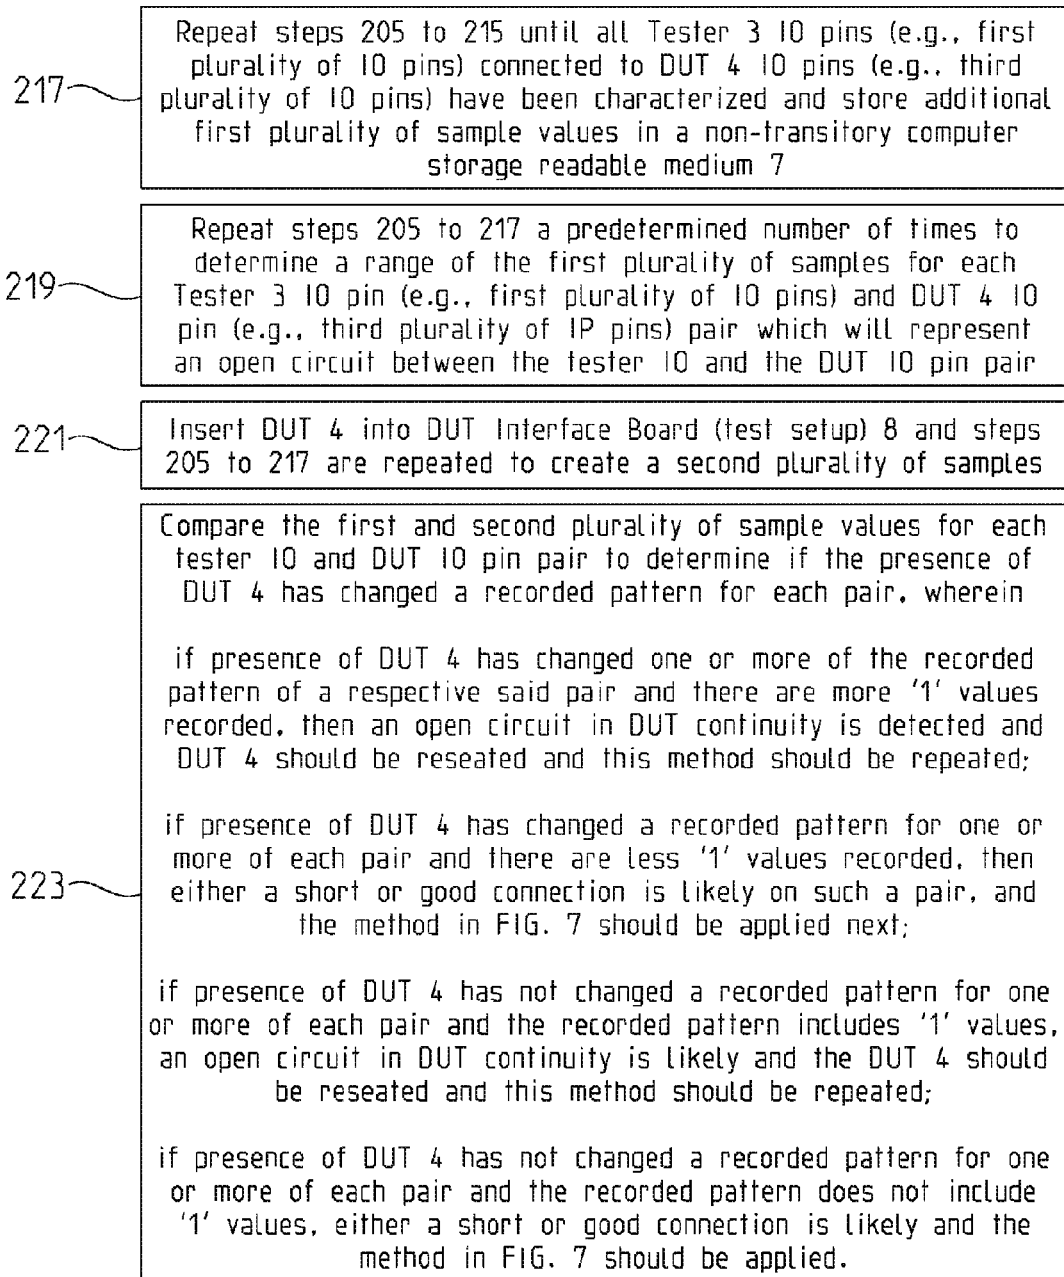 217
Repeat steps 205 to 215 until all Tester 3 IO pins (e.g., first
plurality of IO pins) connected to DUT 4 IO pins (e.g., third
plurality of IO pins) have been characterized and store additional
first plurality of sample values in a non-transitory computer
storage readable medium 7
219
Repeat steps 205 to 217 a predetermined number of times to
determine a range of the first plurality of samples for each
Tester 3 IO pin (e.g., first plurality of IO pins) and DUT 4 IO
pin (e.g., third plurality of IP pins) pair which will represent
an open circuit between the tester IO and the DUT IO pin pair
221
Insert DUT 4 into DUT Interface Board (test setup) 8 and steps
205 to 217 are repeated to create a second plurality of samples
223
Compare the first and second plurality of sample values for each
tester IO and DUT IO pin pair to determine if the presence of
DUT 4 has changed a recorded pattern for each pair, wherein
if presence of DUT 4 has changed one or more of the recorded
pattern of a respective said pair and there are more '1' values
recorded, then an open circuit in DUT continuity is detected and
DUT 4 should be reseated and this method should be repeated;
if presence of DUT 4 has changed a recorded pattern for one or
more of each pair and there are less '1' values recorded, then
either a short or good connection is likely on such a pair, and
the method in FIG. 7 should be applied next;
if presence of DUT 4 has not changed a recorded pattern for one
or more of each pair and the recorded pattern includes '1' values,
an open circuit in DUT continuity is likely and the DUT 4 should
be reseated and this method should be repeated;
if presence of DUT 4 has not changed a recorded pattern for one
or more of each pair and the recorded pattern does not include
'1' values, either a short or good connection is likely and the
method in FIG. 7 should be applied.